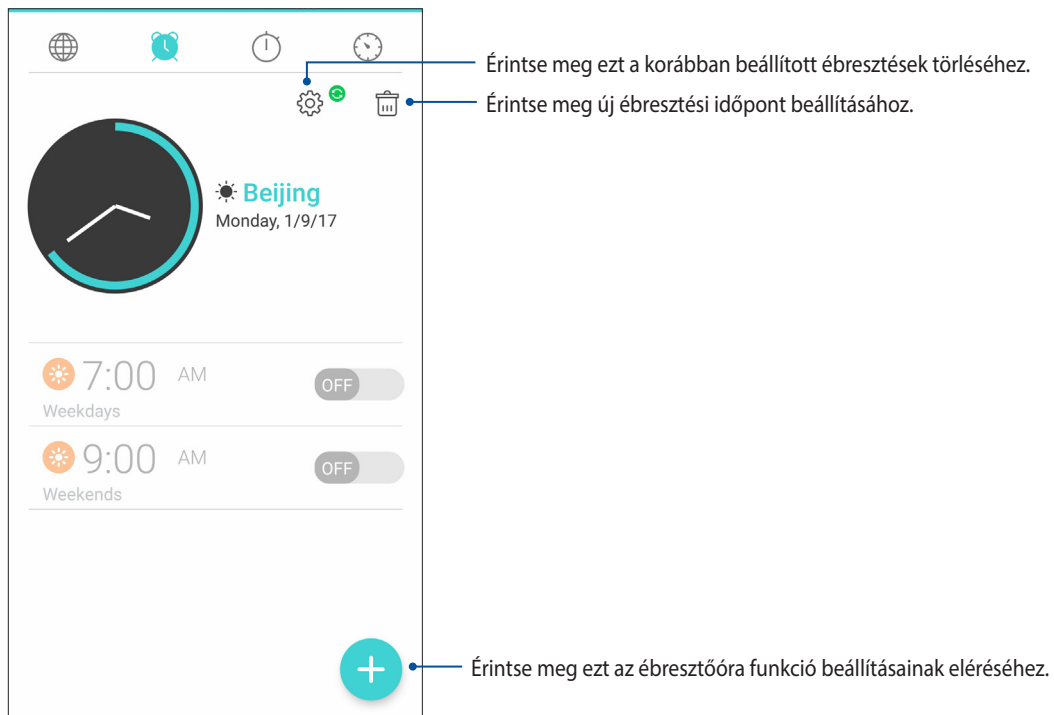 Érintse meg ezt a korábban beállított ébresztések törléséhez.
Érintse meg új ébresztési időpont beállításához.
Beijing
Monday, 1/9/17
7:00 AM
OFF
Weekdays
9:00 AM
OFF
Weekends
Érintse meg ezt az ébresztőóra funkció beállításainak eléréséhez.